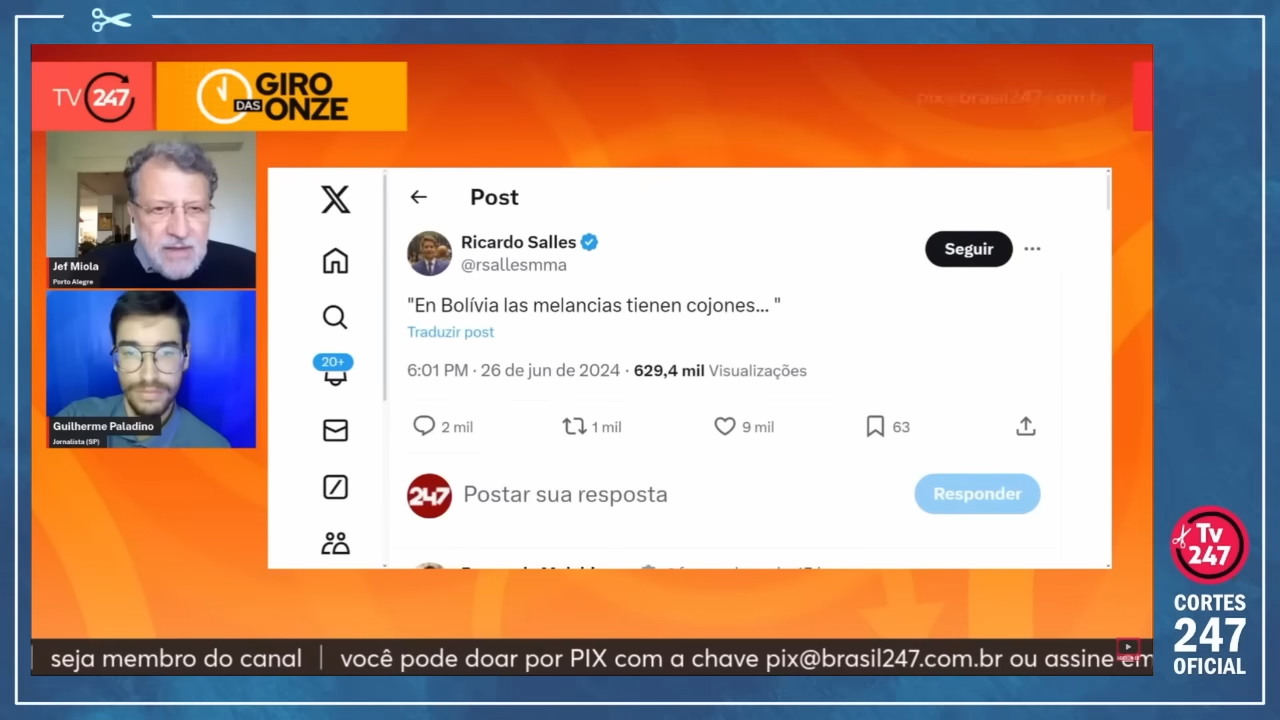 TV 247
GIRO
DAS
ONZE
pix@brasil247.com.br
Jef Miola
Porto Alegre
Guilherme Paladino
Jornalista (SP)
X
20+
Post
Ricardo Salles
@rsallesmma
Seguir
"En Bolívia las melancias tienen cojones... "
Traduzir post
6:01 PM · 26 de jun de 2024 · 629,4 mil Visualizações
2 mil
1 mil
9 mil
63
247
Postar sua resposta
Responder
seja membro do canal | você pode doar por PIX com a chave pix@brasil247.com.br ou assine em
Tv
247
CORTES
247
OFICIAL